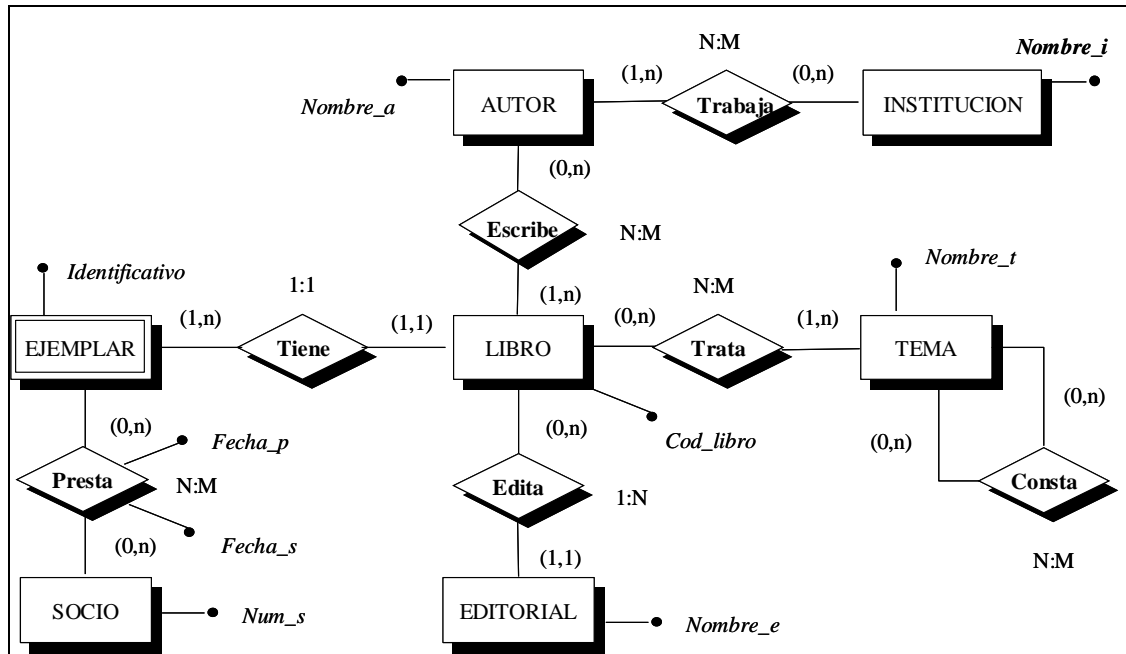 N:M
Nombre_i
(1,n)
(0,n)
AUTOR
Trabaja
INSTITUCION
Nombre_a
(0,n)
Escribe
N:M
Identificativo
Nombre_t
1:1
N:M
(1,n)
(1,1)
(1,n)
(0,n)
(1,n)
EJEMPLAR
Tiene
LIBRO
Trata
TEMA
(0,n)
(0,n)
Fecha_p
(0,n)
Cod_libro
(0,n)
Presta
N:M
Edita
1:N
Consta
Fecha_s
(0,n)
(1,1)
N:M
SOCIO
Num_s
EDITORIAL
Nombre_e